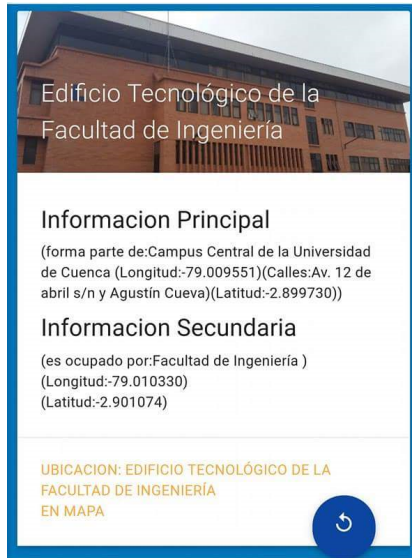 Edificio Tecnológico de la
Facultad de Ingeniería
Informacion Principal
(forma parte de:Campus Central de la Universidad
de Cuenca (Longitud:-79.009551)(Calles:Av. 12 de
abril s/n y Agustín Cueva)(Latitud:-2.899730))
Informacion Secundaria
(es ocupado por:Facultad de Ingeniería )
(Longitud:-79.010330)
(Latitud:-2.901074)
UBICACION: EDIFICIO TECNOLÓGICO DE LA
FACULTAD DE INGENIERÍA
EN MAPA